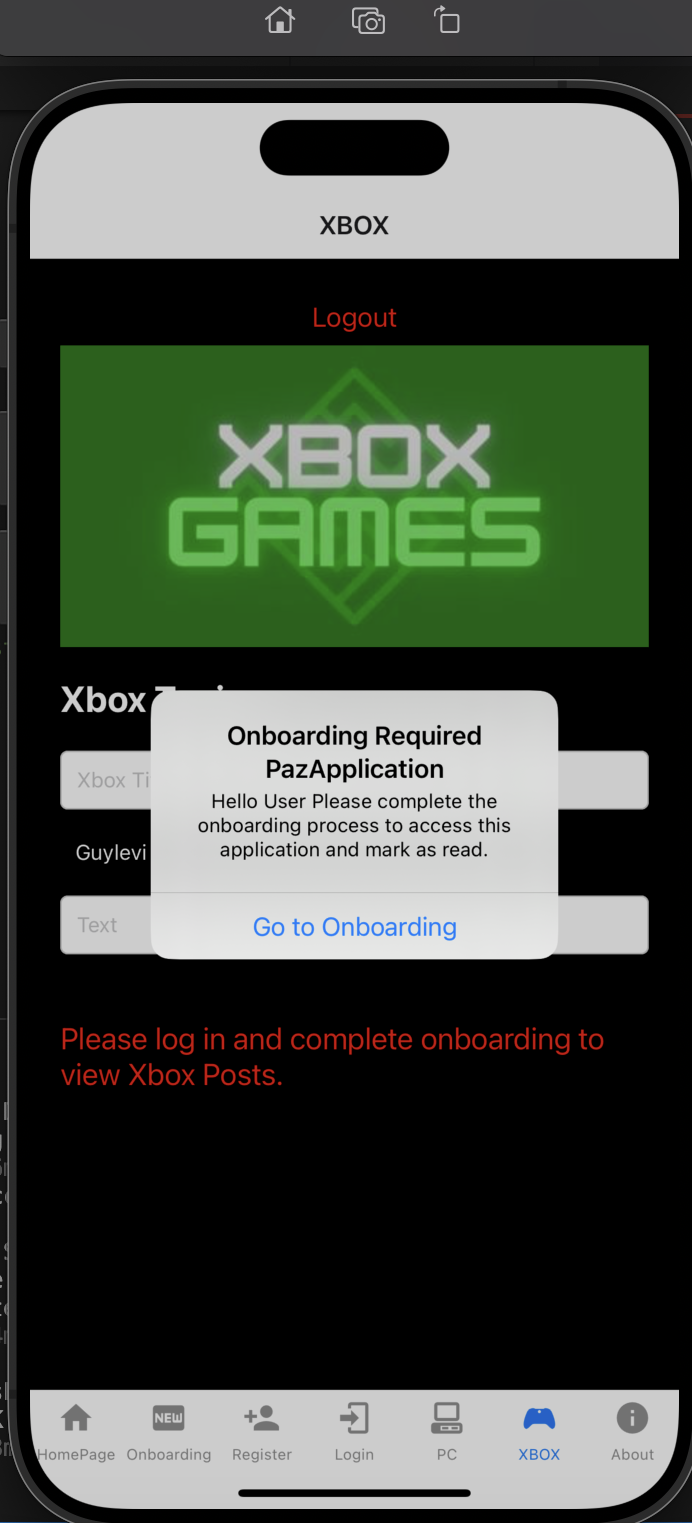 XBOX
Logout
XBOX
GAMES
Xbox
Onboarding Required
PazApplication
Hello User Please complete the
onboarding process to access this
application and mark as read.
Go to Onboarding
Xbox Ti
Guylevi
Text
Please log in and complete onboarding to
view Xbox Posts.
NEW
HomePage Onboarding Register Login PC XBOX About